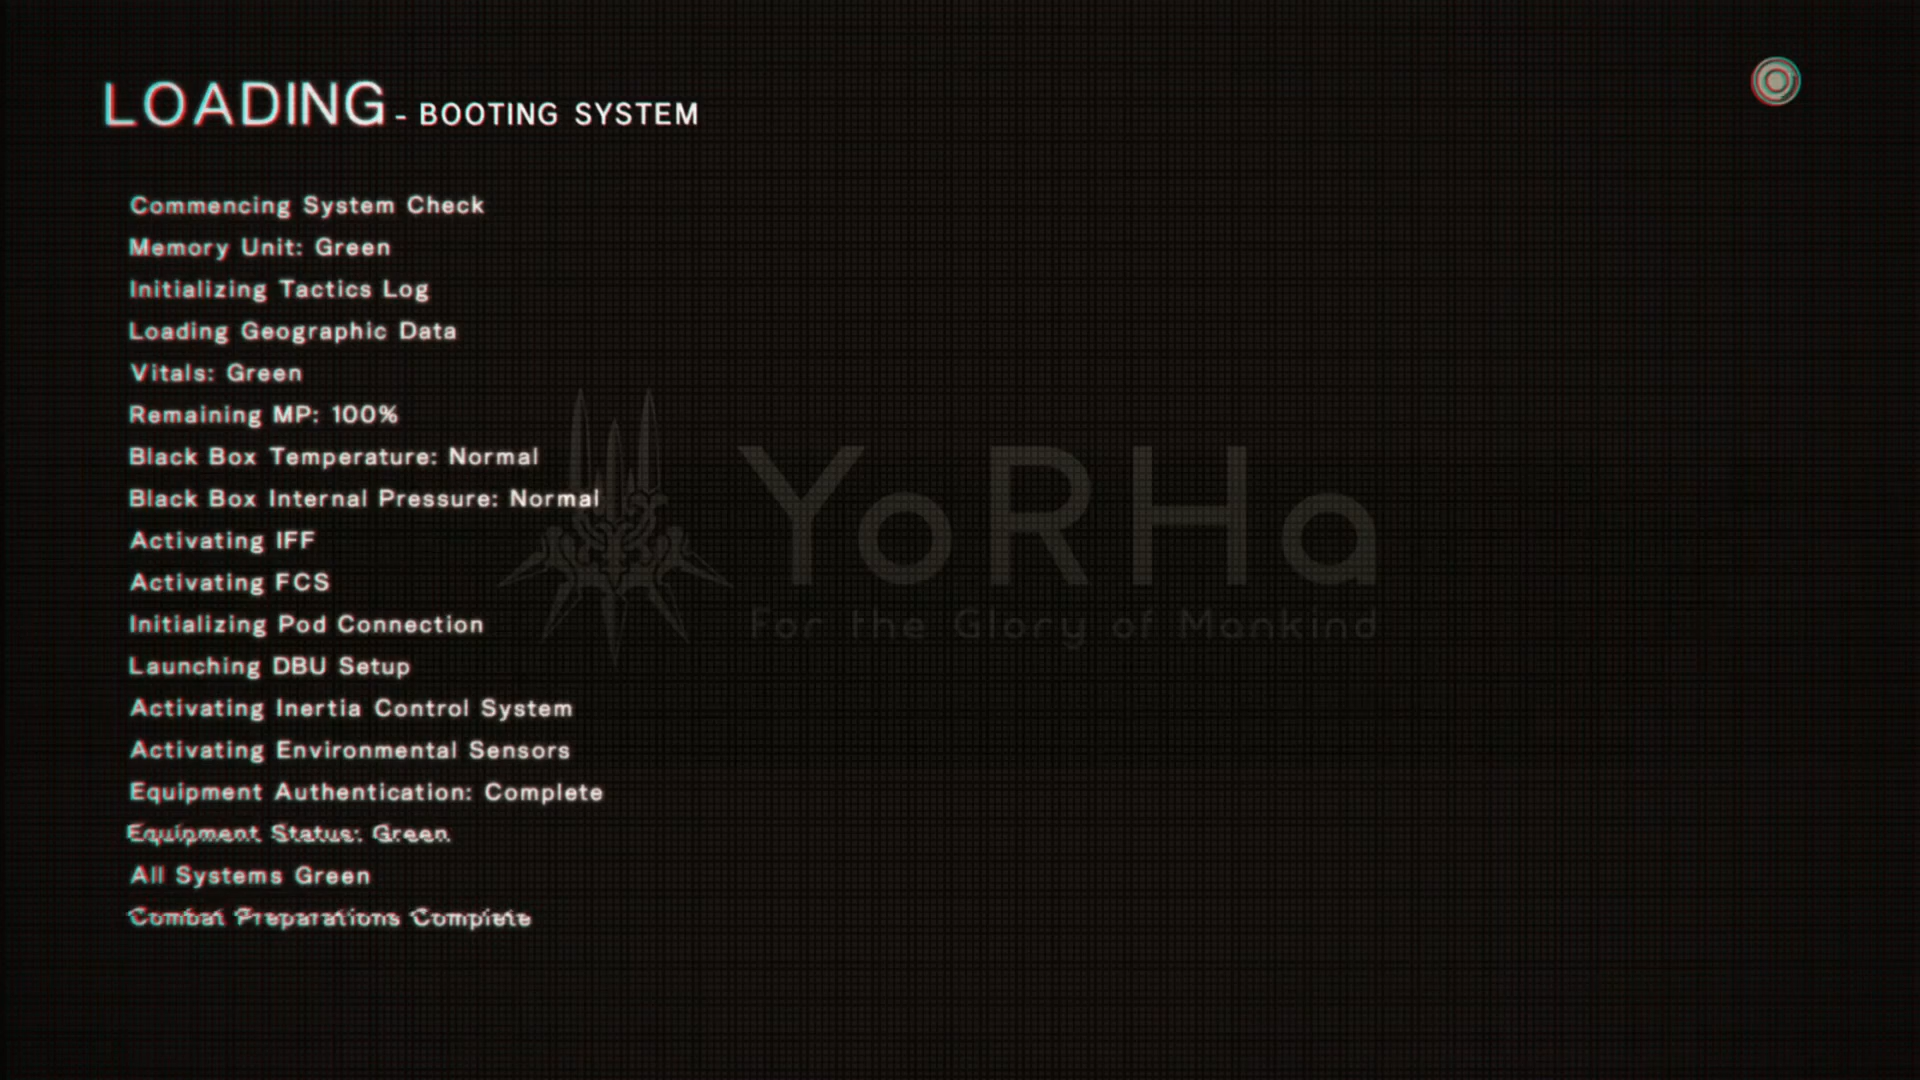 LOADING - BOOTING SYSTEM
Commencing System Check
Memory Unit: Green
Initializing Tactics Log
Loading Geographic Data
Vitals: Green
Remaining MP: 100%
Black Box Temperature: Normal
Black Box Internal Pressure: Normal
Activating IFF
Activating FCS
Initializing Pod Connection
Launching DBU Setup
Activating Inertia Control System
Activating Environmental Sensors
Equipment Authentication: Complete
Equipment Status: Green
All Systems Green
Combat Preparations Complete
YoRHa
For the Glory of Mankind